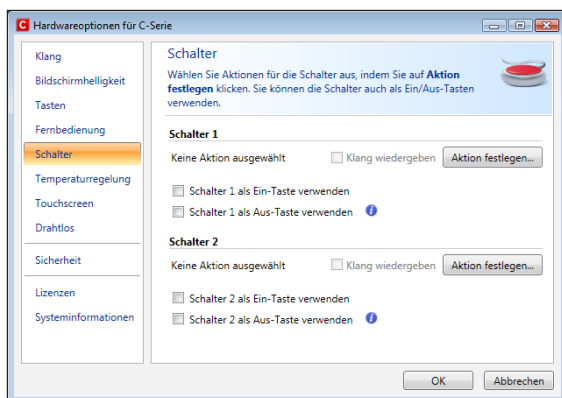 C Hardwareoptionen für C-Serie
Klang
Bildschirmhelligkeit
Tasten
Fernbedienung
Schalter
Temperaturregelung
Touchscreen
Drahtlos
Sicherheit
Lizenzen
Systeminformationen
Schalter
Wählen Sie Aktionen für die Schalter aus, indem Sie auf Aktion
festlegen klicken. Sie können die Schalter auch als Ein/Aus-Tasten
verwenden.
Schalter 1
Keine Aktion ausgewählt Klang wiedergeben Aktion festlegen...
Schalter 1 als Ein-Taste verwenden
Schalter 1 als Aus-Taste verwenden i
Schalter 2
Keine Aktion ausgewählt Klang wiedergeben Aktion festlegen...
Schalter 2 als Ein-Taste verwenden
Schalter 2 als Aus-Taste verwenden i
OK Abbrechen